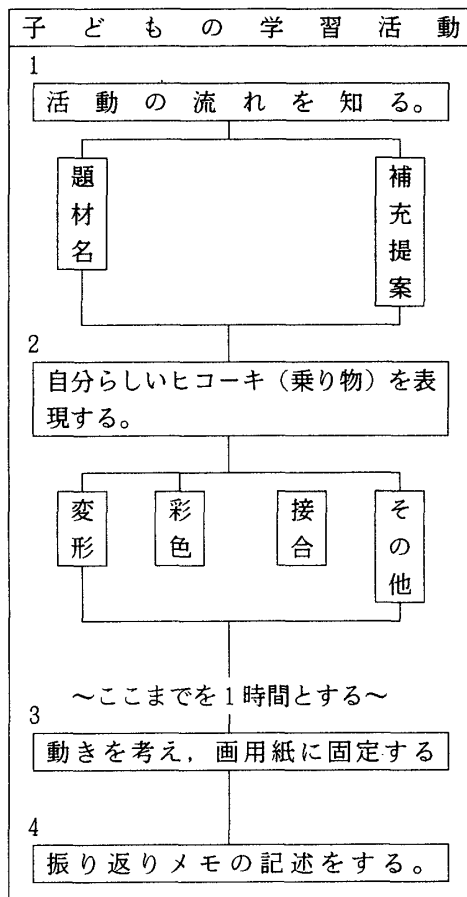 子どもの学習活動
1
活動の流れを知る。
題材名
補充提案
2
自分らしいヒコーキ（乗り物）を表
現する。
変形
彩色
接合
その他
～ここまでを1時間とする～
3
動きを考え，画用紙に固定する
4
振り返りメモの記述をする。